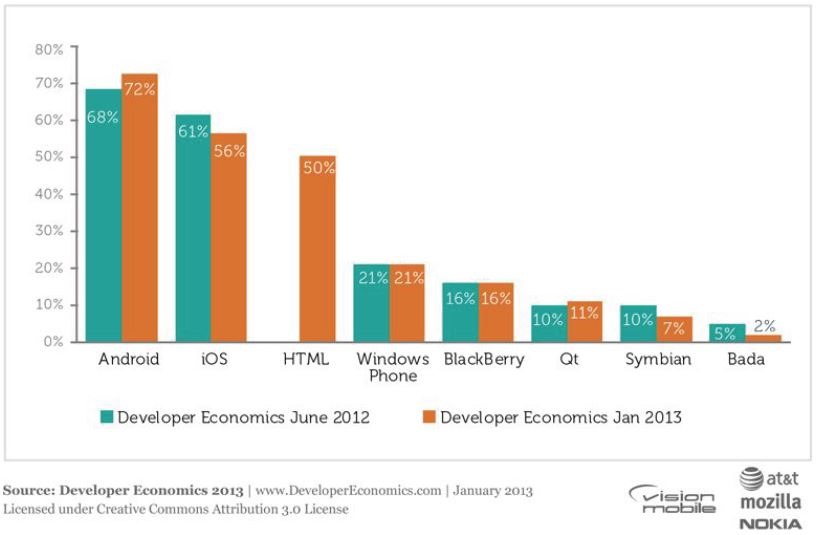 80%
70%
60%
50%
40%
30%
20%
10%
0%
68% 72%
61% 56%
50%
21% 21%
16% 16%
10% 11%
10% 7%
5% 2%
Android iOS HTML Windows Phone BlackBerry Qt Symbian Bada
Developer Economics June 2012 Developer Economics Jan 2013
Source: Developer Economics 2013 | www.DeveloperEconomics.com | January 2013
Licensed under Creative Commons Attribution 3.0 License
vision
mobile
at&t
mozilla
NOKIA